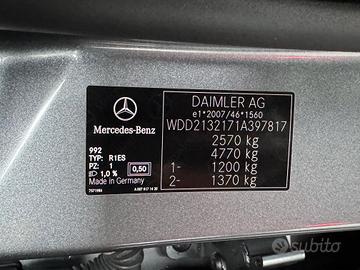 DAIMLER AG
e1*2007/46*1560
WDD2132171A397817
2570 kg
4770 kg
1- 1200 kg
2- 1370 kg
Mercedes-Benz
992
TYP: R1ES
PZ: 1 0,50
1,0 %
Made in Germany
subito